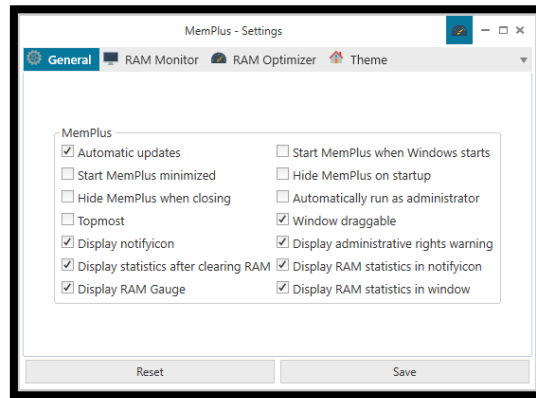 MemPlus - Settings
General RAM Monitor RAM Optimizer Theme
MemPlus
Automatic updates Start MemPlus when Windows starts
Start MemPlus minimized Hide MemPlus on startup
Hide MemPlus when closing Automatically run as administrator
Topmost Window draggable
Display notifyicon Display administrative rights warning
Display statistics after clearing RAM Display RAM statistics in notifyicon
Display RAM Gauge Display RAM statistics in window
Reset Save